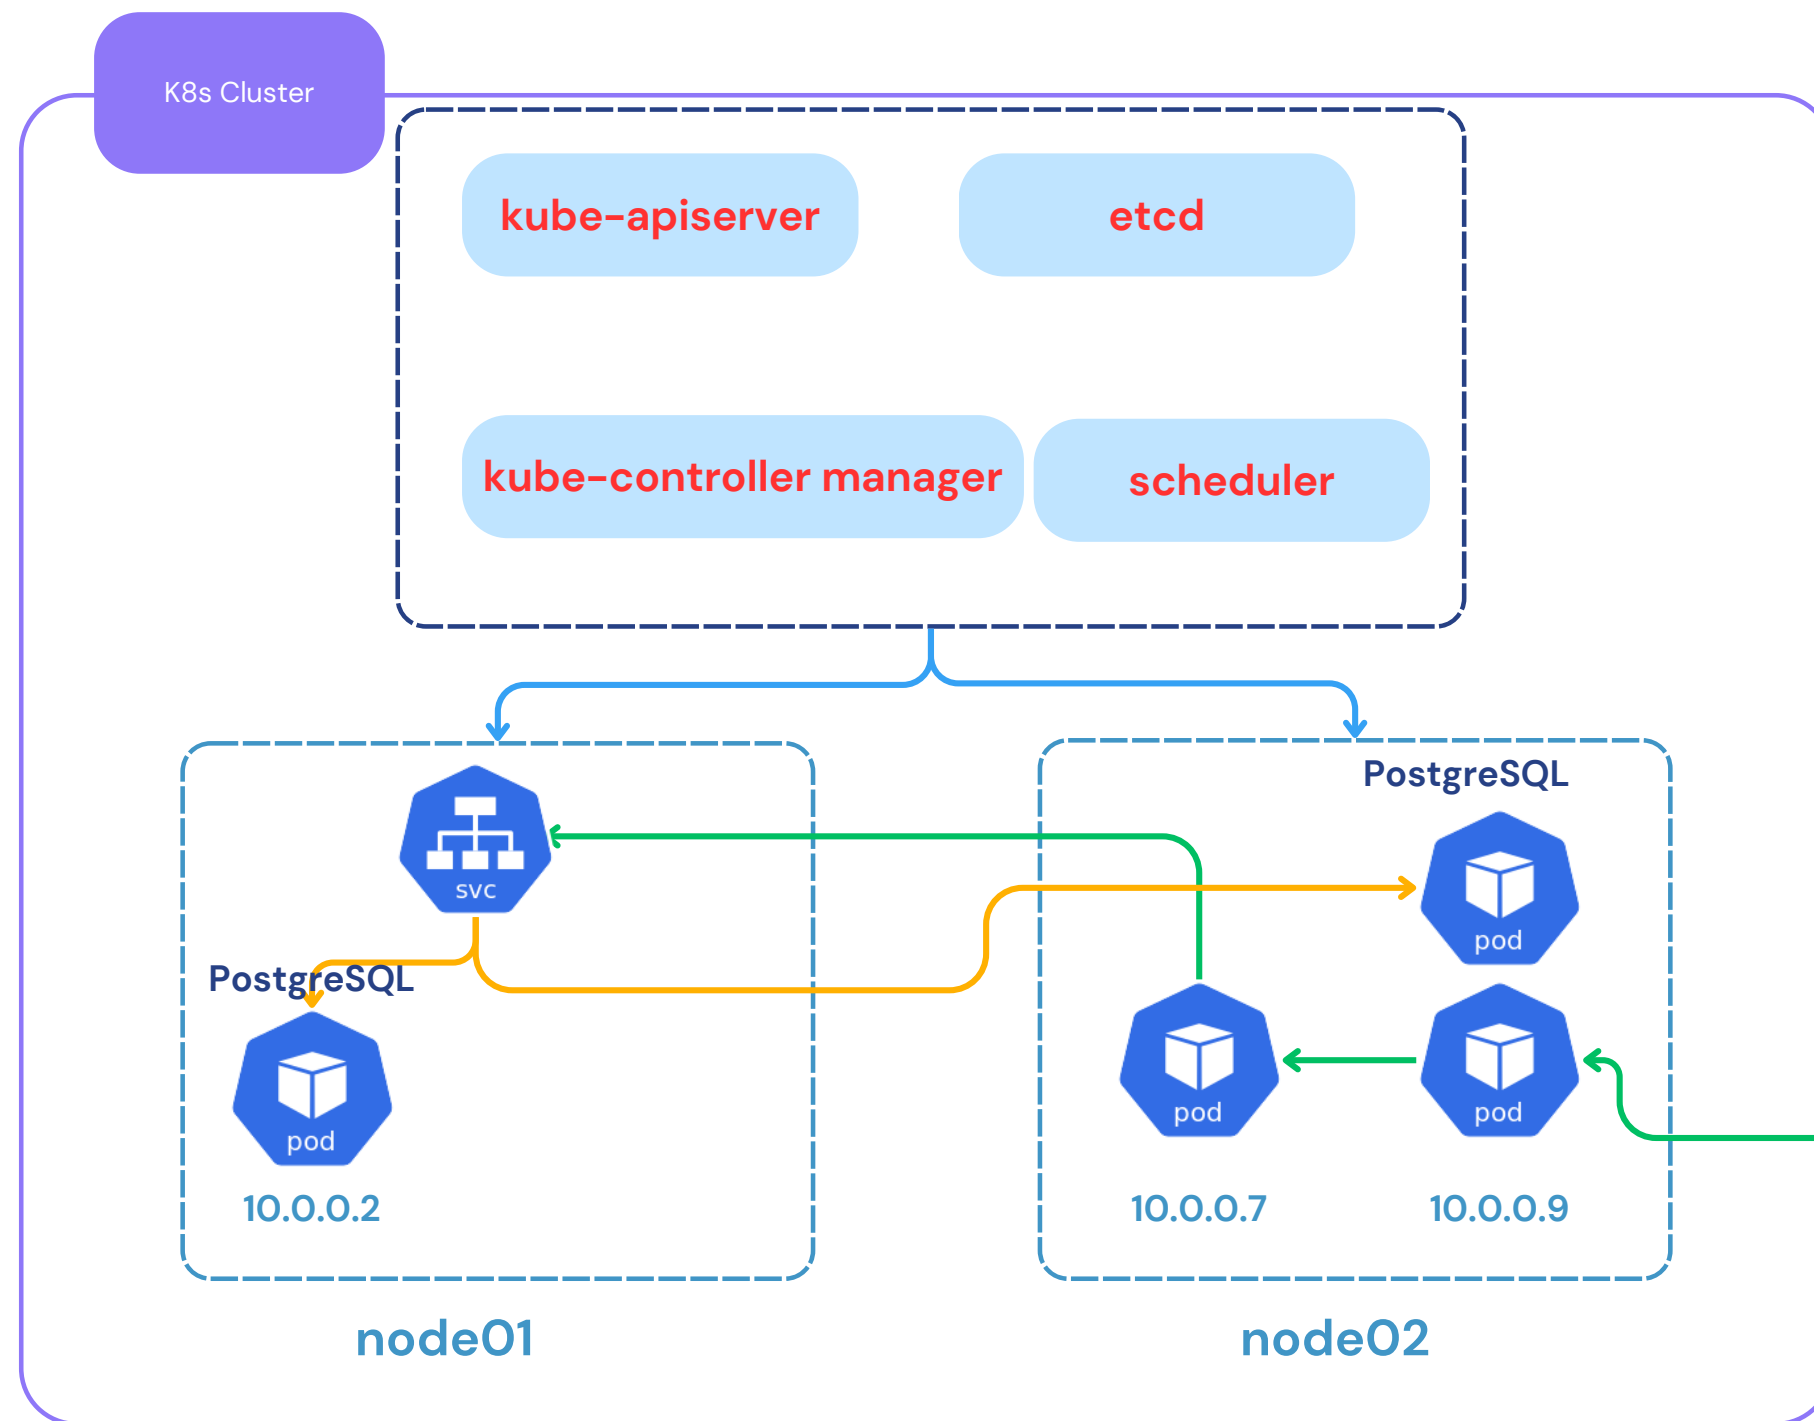 K8s Cluster
kube-apiserver
etcd
kube-controller manager
scheduler
PostgreSQL
svc
pod
PostgreSQL
pod
pod
pod
10.0.0.2
10.0.0.7
10.0.0.9
node01
node02